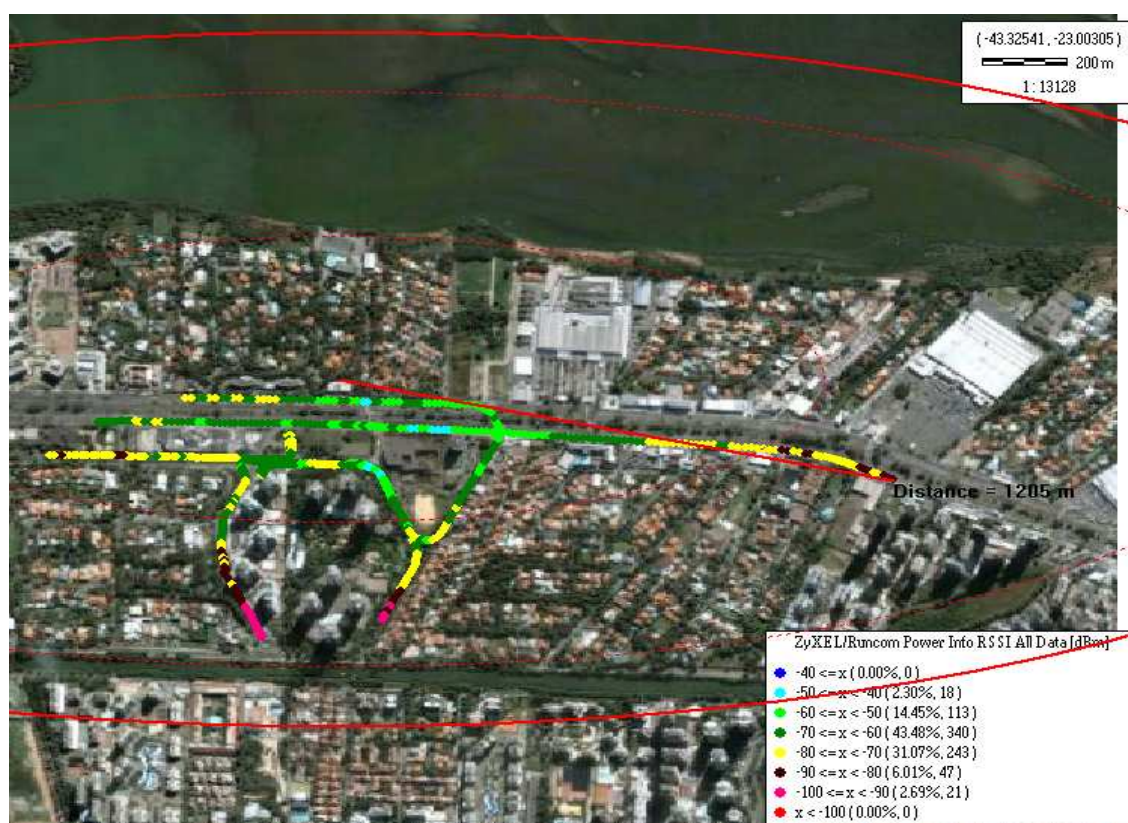 (-43.32541, -23.00305)
200 m
1 : 13128
Distance = 1205 m
ZyXEL/Runcom Power Info RSSI All Data [dBm]
-40 <= x ( 0.00%, 0 )
-50 <= x < -40 ( 2.30%, 18 )
-60 <= x < -50 ( 14.45%, 113 )
-70 <= x < -60 ( 43.48%, 340 )
-80 <= x < -70 ( 31.07%, 243 )
-90 <= x < -80 ( 6.01%, 47 )
-100 <= x < -90 ( 2.69%, 21 )
x < -100 ( 0.00%, 0 )